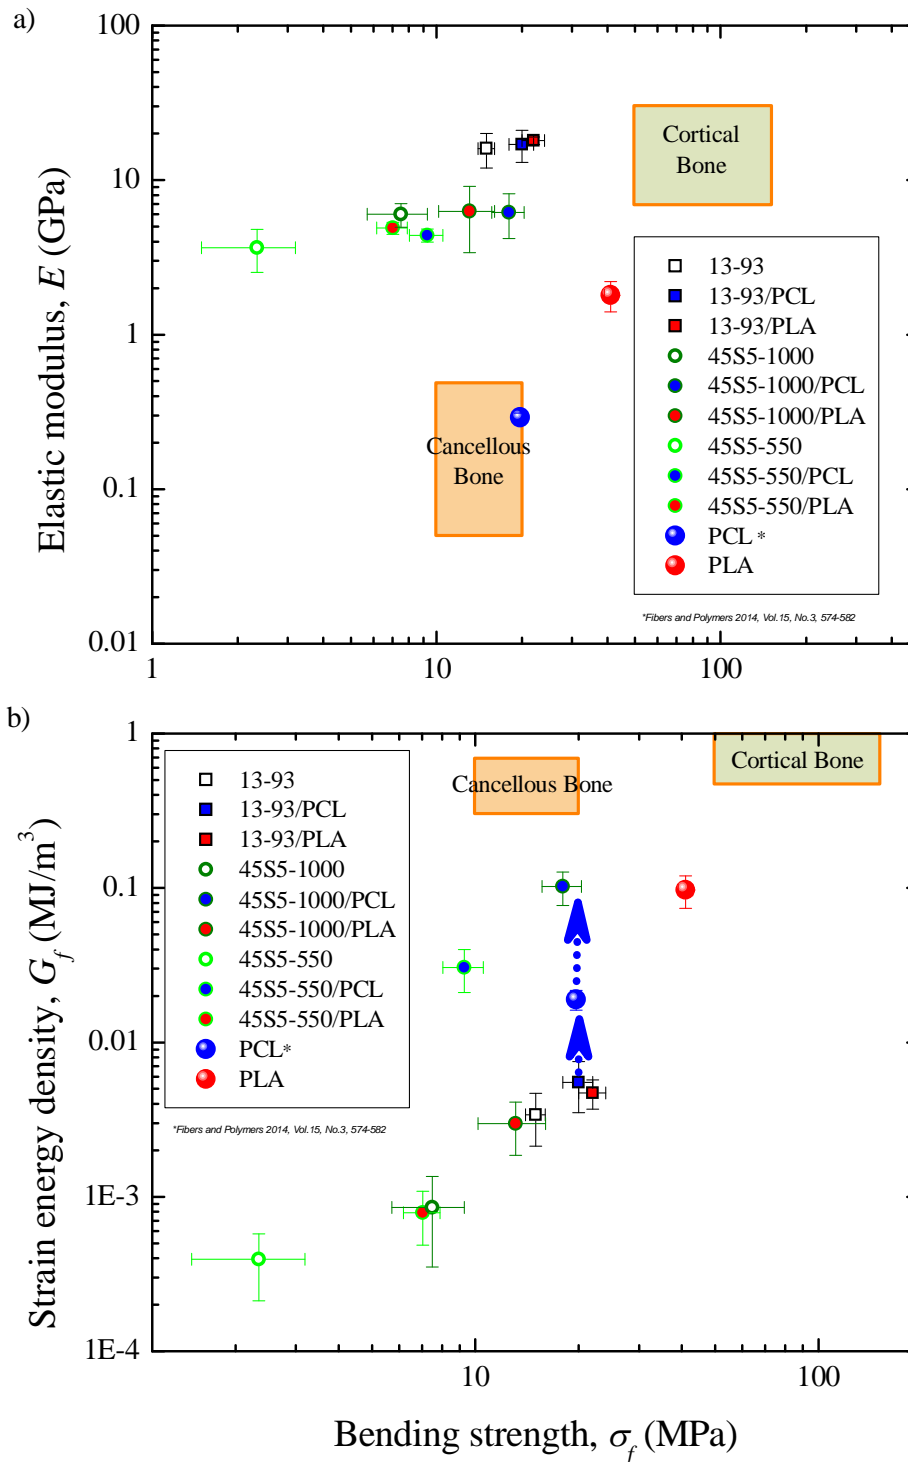 a)
100
10
1
0.1
0.01
Elastic modulus, E (GPa)
Cortical
Bone
Cancellous
Bone
13-93
13-93/PCL
13-93/PLA
45S5-1000
45S5-1000/PCL
45S5-1000/PLA
45S5-550
45S5-550/PCL
45S5-550/PLA
PCL *
PLA
*Fibers and Polymers 2014, Vol.15, No.3, 574-582
1
10
100
b)
1
0.1
0.01
1E-3
1E-4
Strain energy density, G_f (MJ/m³)
13-93
13-93/PCL
13-93/PLA
45S5-1000
45S5-1000/PCL
45S5-1000/PLA
45S5-550
45S5-550/PCL
45S5-550/PLA
PCL*
PLA
*Fibers and Polymers 2014, Vol.15, No.3, 574-582
Cancellous Bone
Cortical Bone
10
100
Bending strength, σ_f (MPa)